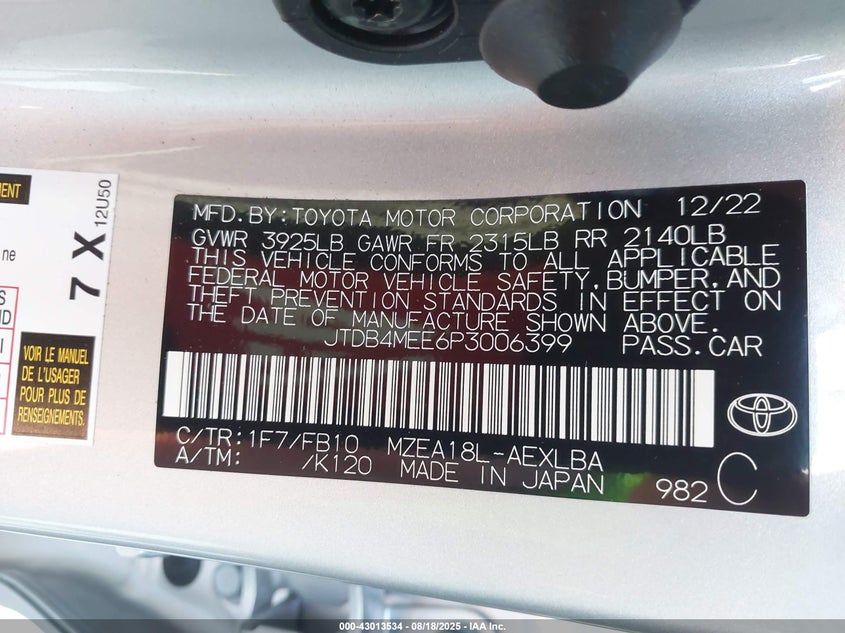 MENT
ne
S
ND
I
7 X
12U50
VOIR LE MANUEL
DE L'USAGER
POUR PLUS DE
RENSEIGNEMENTS.
MFD.BY:TOYOTA MOTOR CORPORATION 12/22
GVWR 3925LB GAWR FR 2315LB RR 2140LB
THIS VEHICLE CONFORMS TO ALL APPLICABLE
FEDERAL MOTOR VEHICLE SAFETY,BUMPER,AND
THEFT PREVENTION STANDARDS IN EFFECT ON
THE DATE OF MANUFACTURE SHOWN ABOVE.
JTDB4MEE6P3006399 PASS.CAR
C/TR:1F7/FB10 MZEA18L-AEXLBA
A/TM: /K120 MADE IN JAPAN
982 C
000-43013534 - 08/18/2025 - IAA Inc.